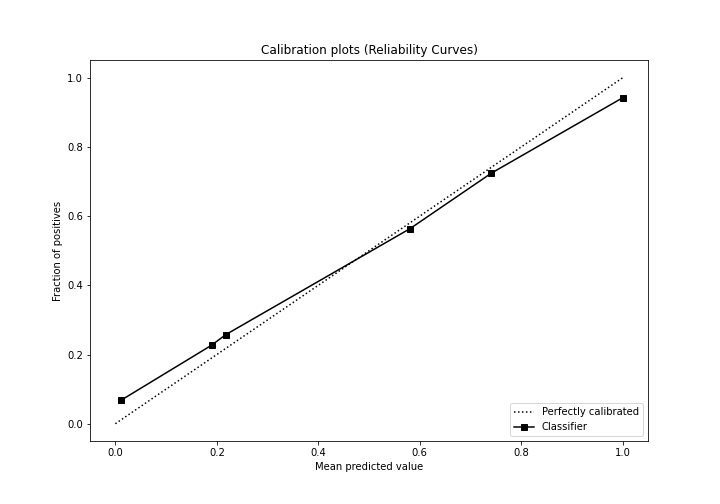 Calibration plots (Reliability Curves)
1.0
0.8
0.6
0.4
0.2
0.0
Fraction of positives
0.0 0.2 0.4 0.6 0.8 1.0
Mean predicted value
Perfectly calibrated
Classifier